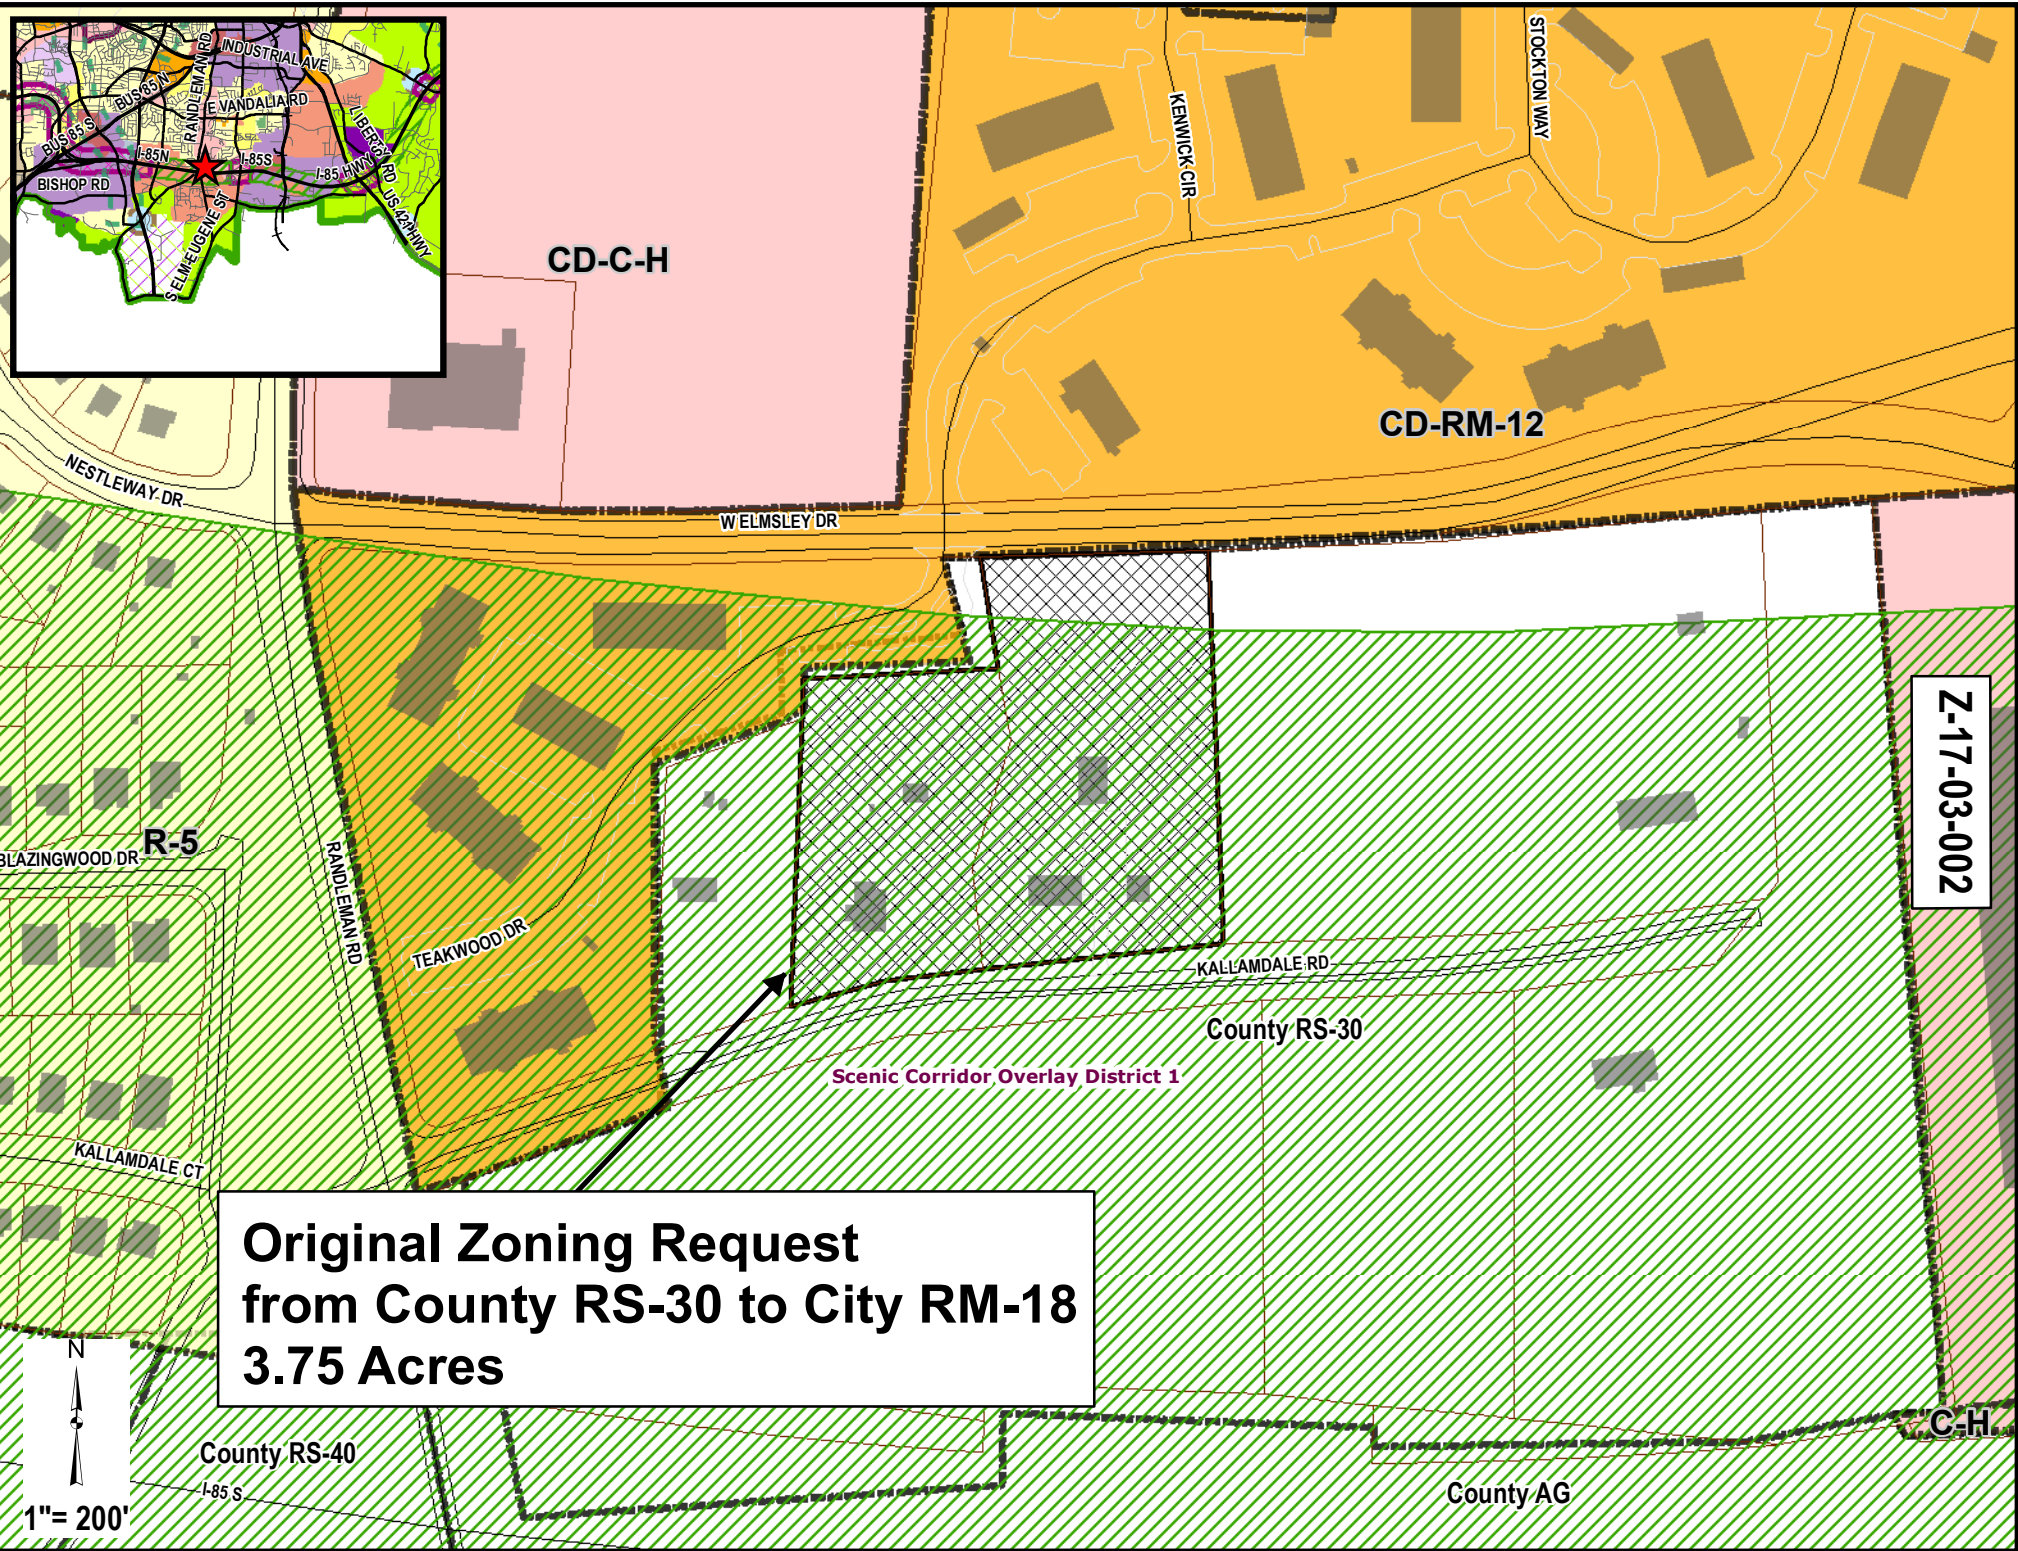 INDUSTRIAL AVE
RANDLEMAN RD
BUS 85 N
E VANDALIA RD
BUS 85 S
LIBERTY RD
I-85N
I-85S
I-85 HWY
BISHOP RD
US 421 HWY
S ELM-EUGENE ST
CD-C-H
KENWICK CIR
STOCKTON WAY
CD-RM-12
NESTLEWAY DR
W ELMSLEY DR
Z-17-03-002
R-5
BLAZINGWOOD DR
RANDLEMAN RD
TEAKWOOD DR
KALLAMDALE RD
County RS-30
Scenic Corridor Overlay District 1
KALLAMDALE CT
Original Zoning Request
from County RS-30 to City RM-18
3.75 Acres
N
1"= 200'
County RS-40
I-85 S
C-H
County AG